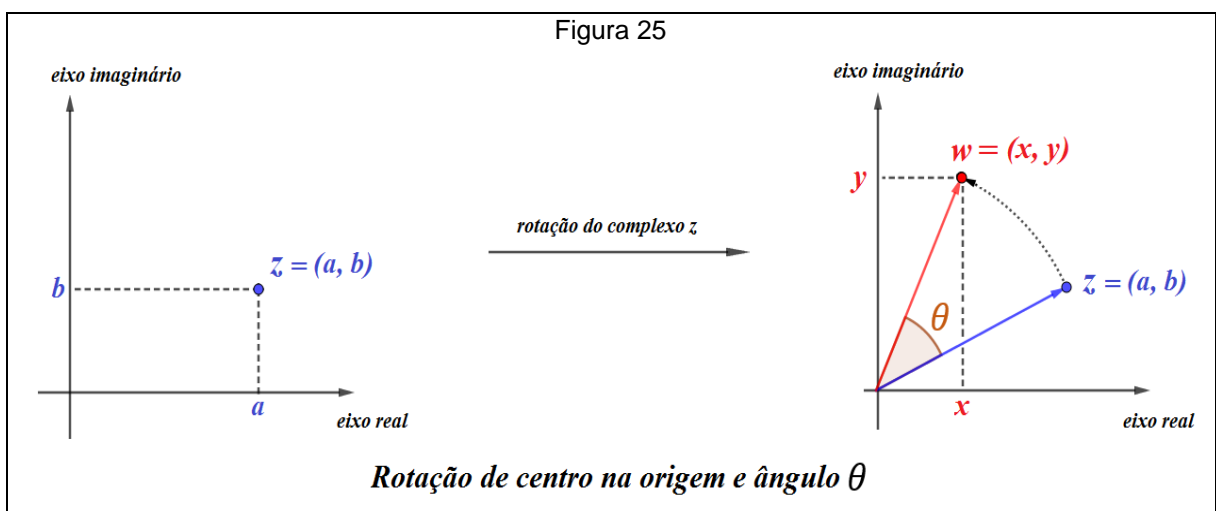 Figura 25
eixo imaginário
b
z = (a, b)
a
eixo real
rotação do complexo z
eixo imaginário
w = (x, y)
y
z = (a, b)
θ
x
eixo real
Rotação de centro na origem e ângulo θ